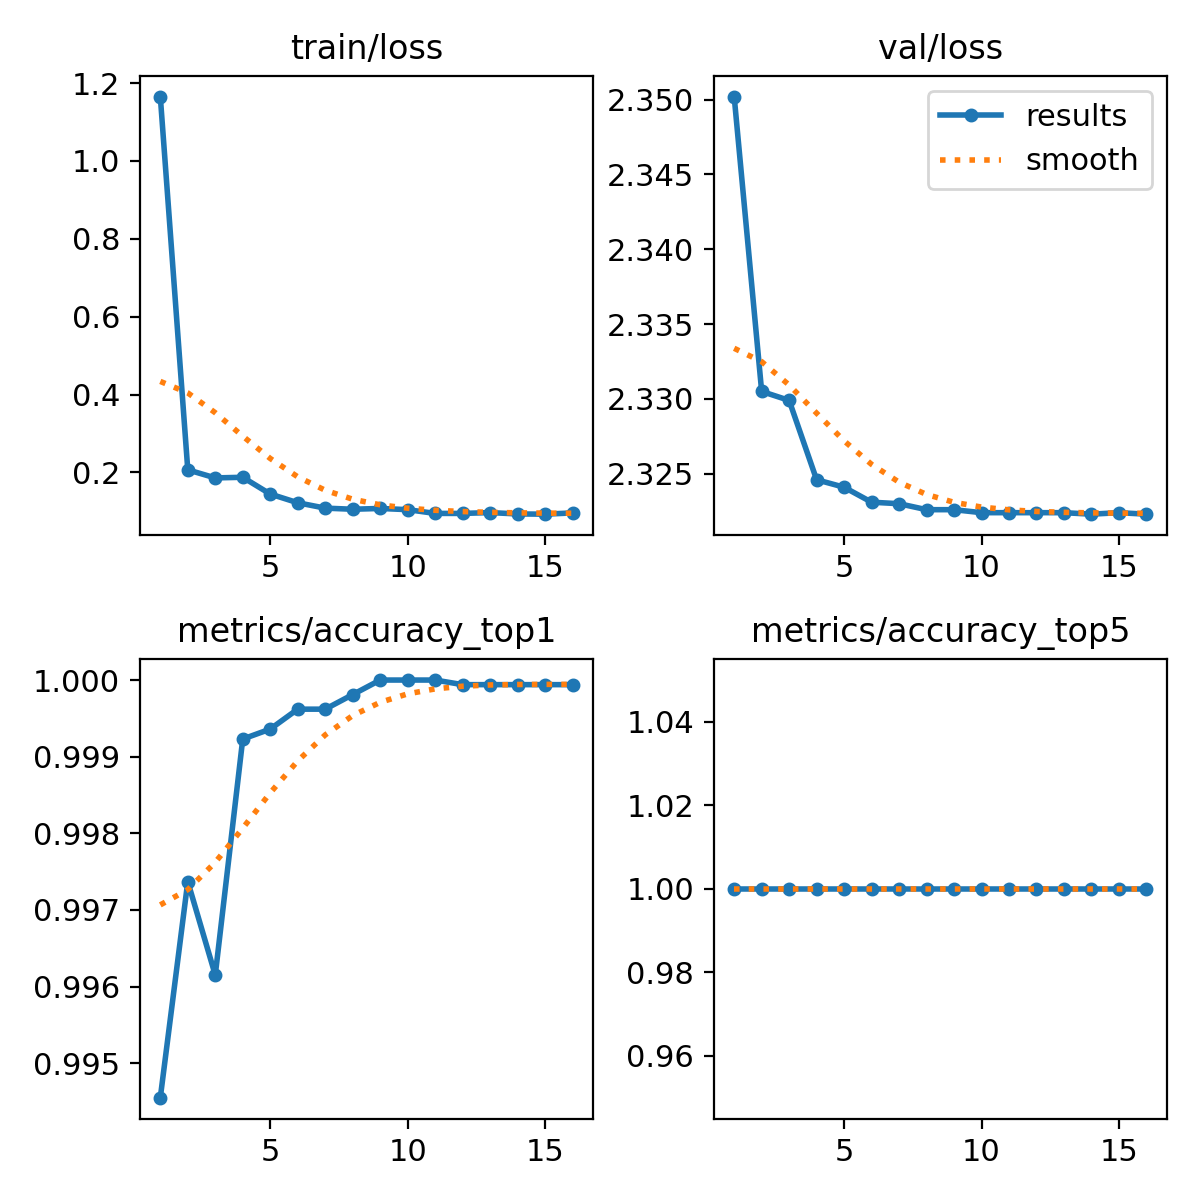 train/loss
1.2
1.0
0.8
0.6
0.4
0.2
5 10 15
val/loss
2.350
2.345
2.340
2.335
2.330
2.325
results
smooth
5 10 15
metrics/accuracy_top1
1.000
0.999
0.998
0.997
0.996
0.995
5 10 15
metrics/accuracy_top5
1.04
1.02
1.00
0.98
0.96
5 10 15